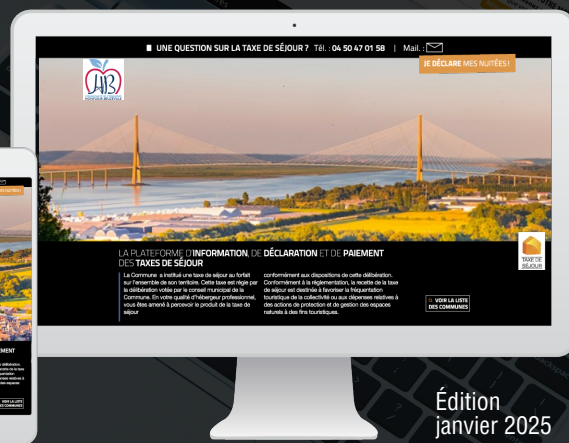 UNE QUESTION SUR LA TAXE DE SÉJOUR ? Tél. : 04 50 47 01 58 | Mail. :
JE DÉCLARE MES NUITÉES !
LA PLATEFORME D'INFORMATION, DE DÉCLARATION ET DE PAIEMENT
DES TAXES DE SÉJOUR
La Commune a institué une taxe de séjour au forfait
sur l'ensemble de son territoire. Cette taxe est régie par
la délibération votée par le conseil municipal de la
Commune. En votre qualité d'hébergeur professionnel,
vous êtes amené à percevoir le produit de la taxe de
séjour
conformément aux dispositions de cette délibération.
Conformément à la réglementation, la recette de la taxe
de séjour est destinée à favoriser la fréquentation
touristique de la collectivité ou aux dépenses relatives à
des actions de protection et de gestion des espaces
naturels à des fins touristiques.
TAXE DE
SÉJOUR
VOIR LA LISTE
DES COMMUNES
Édition
janvier 2025